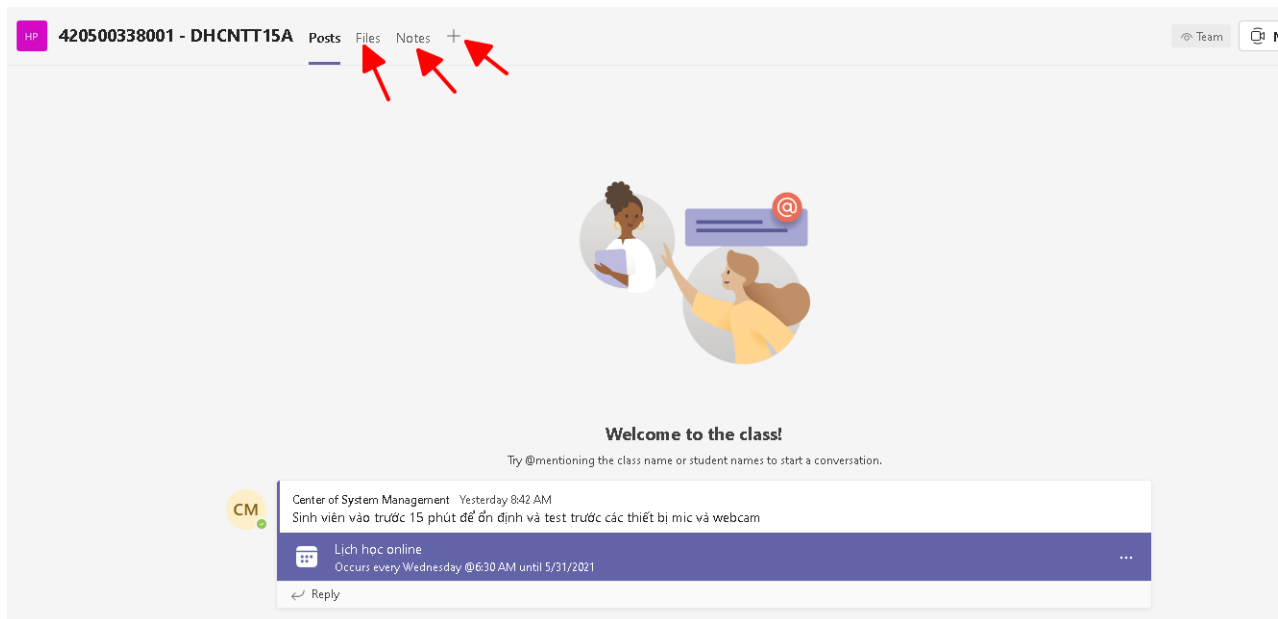 HP 420500338001 - DHCNTT15A Posts Files Notes + Team
@
Welcome to the class!
Try @mentioning the class name or student names to start a conversation.
CM
Center of System Management Yesterday 8:42 AM
Sinh viên vào trước 15 phút để ổn định và test trước các thiết bị mic và webcam
Lịch học online
Occurs every Wednesday @6:30 AM until 5/31/2021
Reply